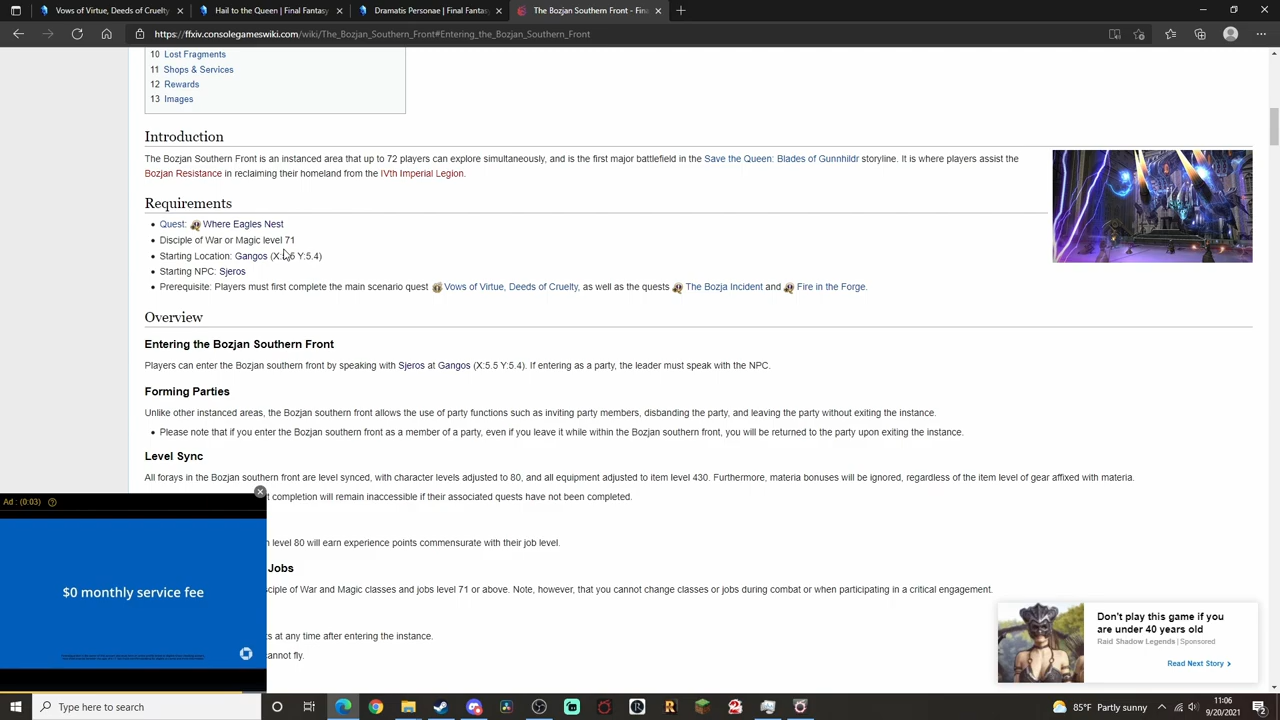 Vows of Virtue, Deeds of Cruelty
Jobs | Final Fantasy XIV
Dramatis Personae | Final Fantasy
The Bozjan Southern Front - Fina
https://ffxiv.consolegameswiki.com/wiki/The_Bozjan_Southern_Front#Entering_the_Bozjan_Southern_Front
10 Lost Fragments
11 Shops & Services
12 Rewards
13 Images
Introduction
The Bozjan Southern Front is an instanced area that up to 72 players can explore simultaneously, and is the first major battlefield in the Save the Queen: Blades of Gunnhildr storyline. It is where players assist the
Bozjan Resistance in reclaiming their homeland from the IVth Imperial Legion.
Requirements
Quest: Where Eagles Nest
Disciple of War or Magic level 71
Starting Location: Gangos (X: 5 Y:5.4)
Starting NPC: Sjeros
Prerequisite: Players must first complete the main scenario quest Vows of Virtue, Deeds of Cruelty, as well as the quests The Bozja Incident and Fire in the Forge.
Overview
Entering the Bozjan Southern Front
Players can enter the Bozjan southern front by speaking with Sjeros at Gangos (X:5.5 Y:5.4). If entering as a party, the leader must speak with the NPC.
Forming Parties
Unlike other instanced areas, the Bozjan southern front allows the use of party functions such as inviting party members, disbanding the party, and leaving the party without exiting the instance.
Please note that if you enter the Bozjan southern front as a member of a party, even if you leave it while within the Bozjan southern front, you will be returned to the party upon exiting the instance.
Level Sync
All forays in the Bozjan southern front are level synced, with character levels adjusted to 80, and all equipment adjusted to item level 430. Furthermore, materia bonuses will be ignored, regardless of the item level of gear affixed with materia.
t completion will remain inaccessible if their associated quests have not been completed.
level 80 will earn experience points commensurate with their job level.
Jobs
ciple of War and Magic classes and jobs level 71 or above. Note, however, that you cannot change classes or jobs during combat or when participating in a critical engagement.
ts at any time after entering the instance.
cannot fly.
Ad : (0:03)
$0 monthly service fee
Don't play this game if you
are under 40 years old
Raid Shadow Legends | Sponsored
Read Next Story
Type here to search
85°F Mostly Sunny
11:06
9/20/2021